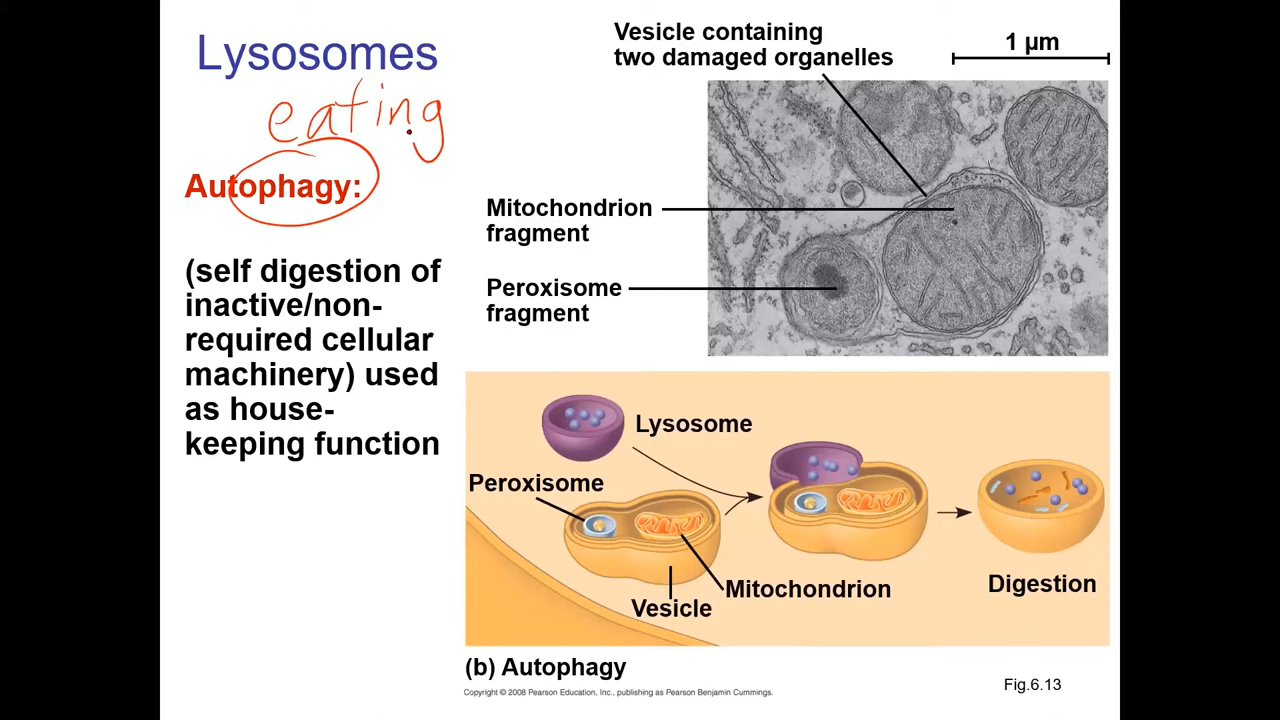 Lysosomes
eating
Autophagy:
(self digestion of
inactive/non-
required cellular
machinery) used
as house-
keeping function
Vesicle containing
two damaged organelles
1 µm
Mitochondrion
fragment
Peroxisome
fragment
Lysosome
Peroxisome
Mitochondrion
Vesicle
Digestion
(b) Autophagy
Fig.6.13
Copyright © 2008 Pearson Education, Inc., publishing as Pearson Benjamin Cummings.